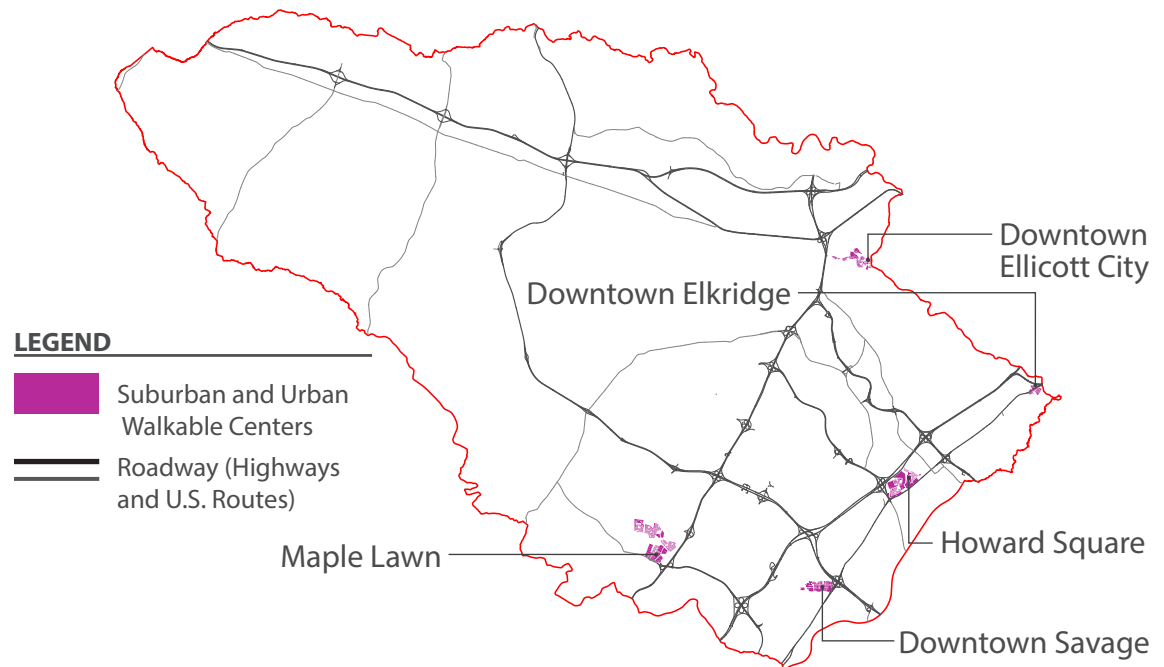 Downtown
Ellicott City
Downtown Elkridge
LEGEND
Suburban and Urban
Walkable Centers
Roadway (Highways
and U.S. Routes)
Maple Lawn
Howard Square
Downtown Savage